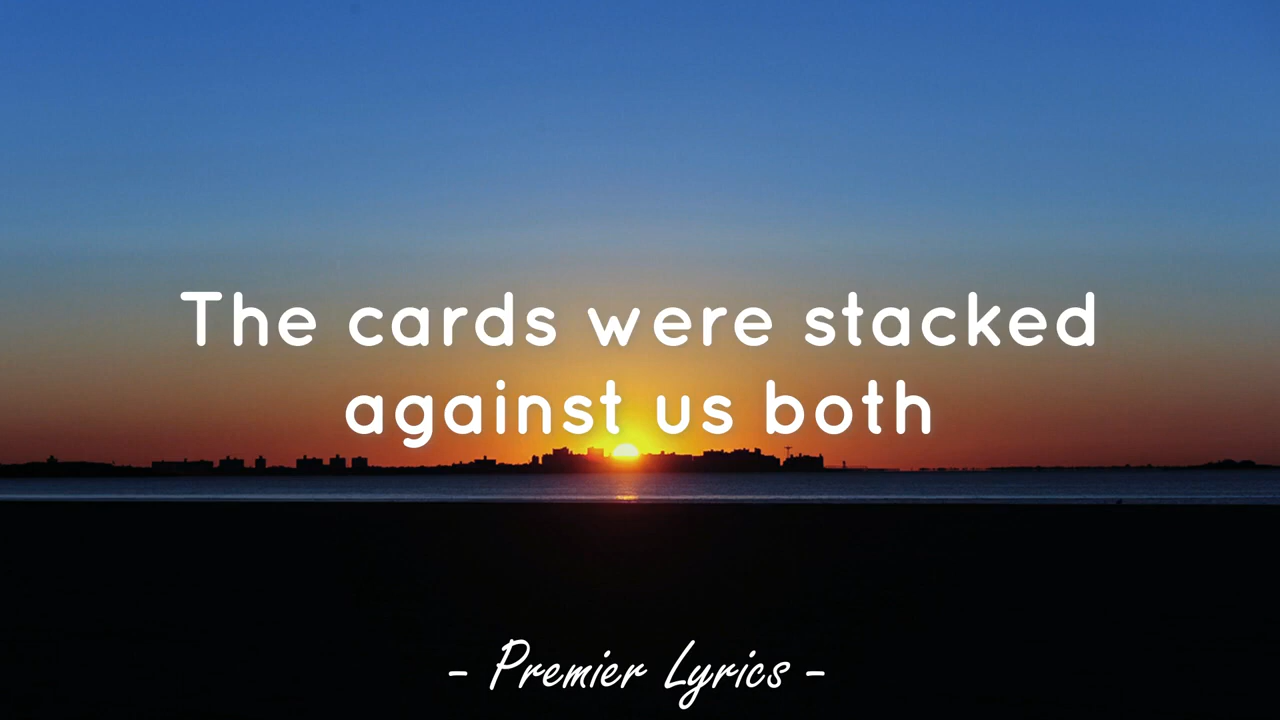 The cards were stacked
against us both
- Premier Lyrics -